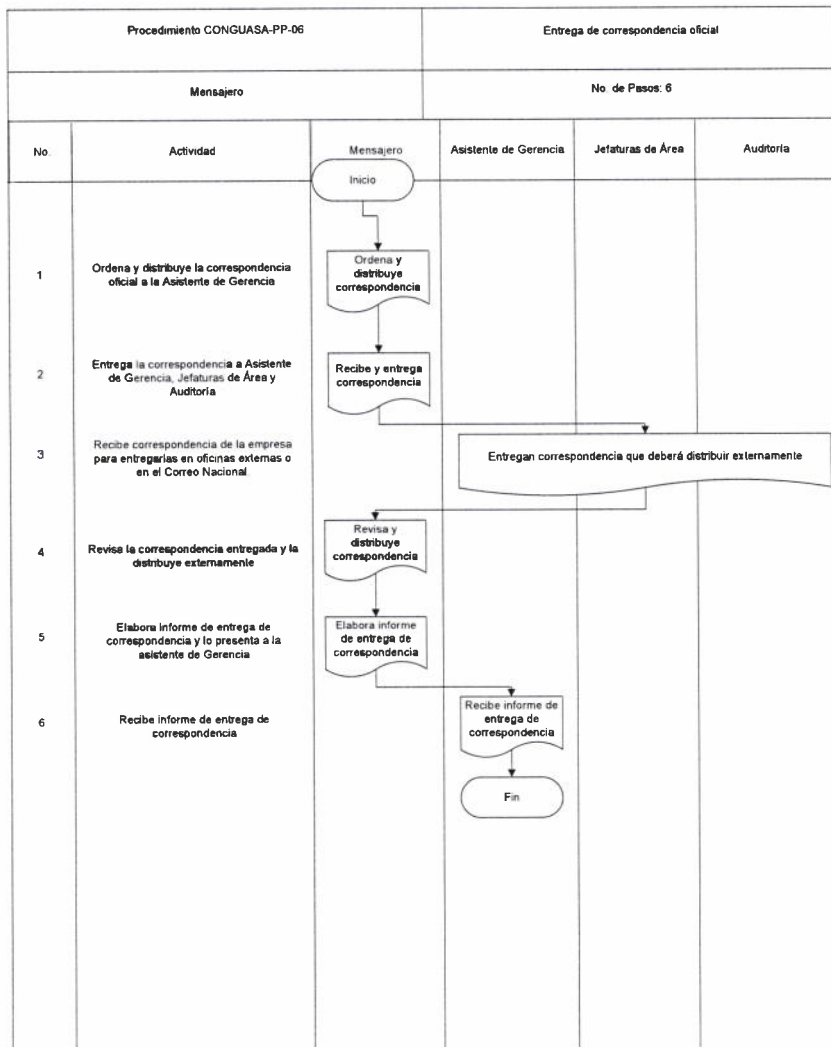 Procedimiento CONGUASA-PP-06
Entrega de correspondencia oficial
Mensajero
No. de Pasos: 6
No.
Actividad
Mensajero
Asistente de Gerencia
Jefaturas de Área
Auditoría
Inicio
1
Ordena y distribuye la correspondencia
oficial a la Asistente de Gerencia
Ordena y
distribuye
correspondencia
2
Entrega la correspondencia a Asistente
de Gerencia, Jefaturas de Área y
Auditoría
Recibe y entrega
correspondencia
3
Recibe correspondencia de la empresa
para entregarlas en oficinas externas o
en el Correo Nacional.
Entregan correspondencia que deberá distribuir externamente
4
Revisa la correspondencia entregada y la
distribuye externamente
Revisa y
distribuye
correspondencia
5
Elabora Informe de entrega de
correspondencia y lo presenta a la
asistente de Gerencia
Elabora informe
de entrega de
correspondencia
6
Recibe informe de entrega de
correspondencia
Recibe informe de
entrega de
correspondencia
Fin